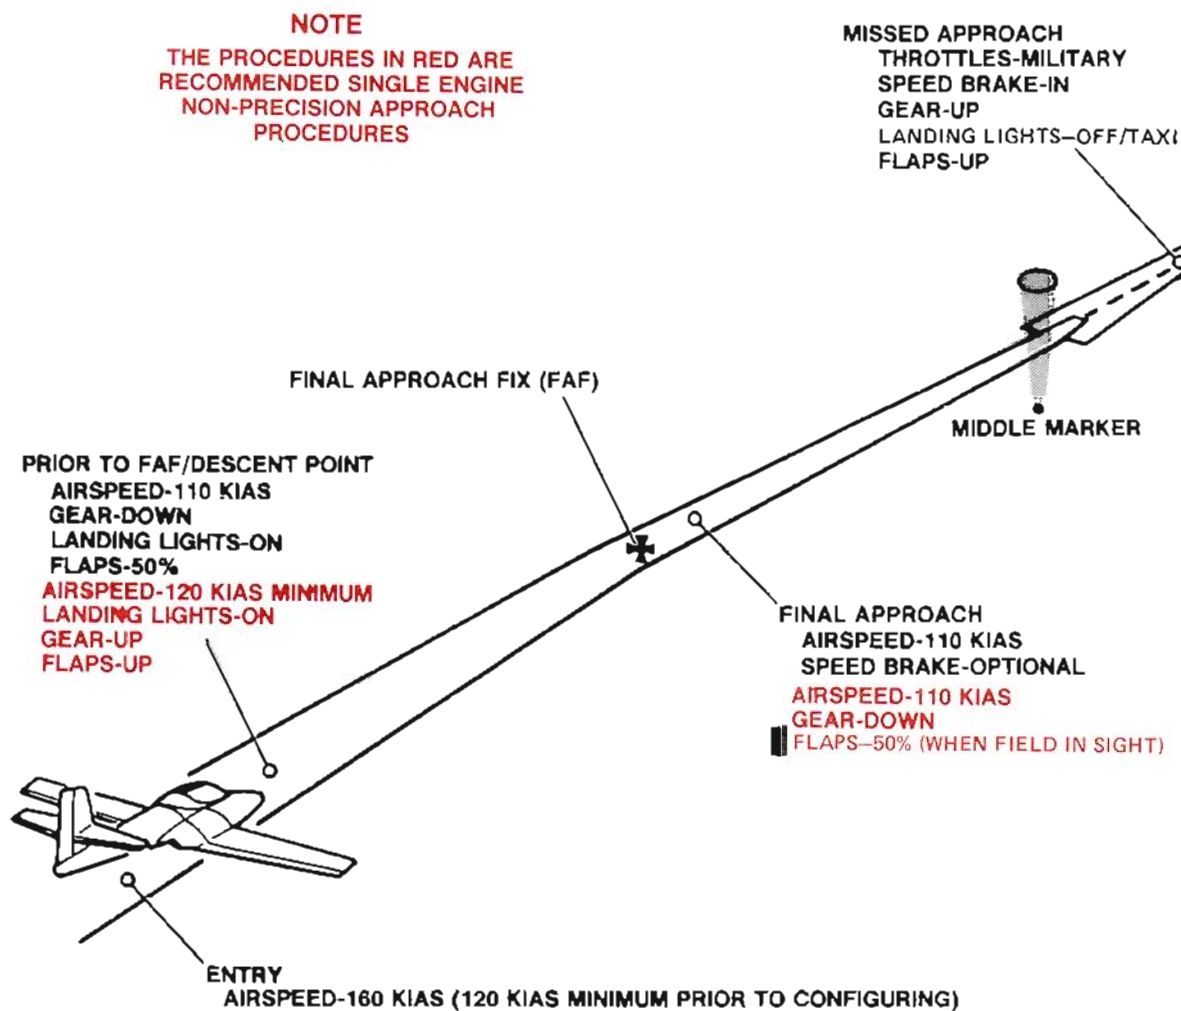 NOTE
THE PROCEDURES IN RED ARE
RECOMMENDED SINGLE ENGINE
NON-PRECISION APPROACH
PROCEDURES
MISSED APPROACH
THROTTLES-MILITARY
SPEED BRAKE-IN
GEAR-UP
LANDING LIGHTS-OFF/TAXI
FLAPS-UP
MIDDLE MARKER
FINAL APPROACH FIX (FAF)
PRIOR TO FAF/DESCENT POINT
AIRSPEED-110 KIAS
GEAR-DOWN
LANDING LIGHTS-ON
FLAPS-50%
AIRSPEED-120 KIAS MINIMUM
LANDING LIGHTS-ON
GEAR-UP
FLAPS-UP
FINAL APPROACH
AIRSPEED-110 KIAS
SPEED BRAKE-OPTIONAL
AIRSPEED-110 KIAS
GEAR-DOWN
FLAPS-50% (WHEN FIELD IN SIGHT)
ENTRY
AIRSPEED-160 KIAS (120 KIAS MINIMUM PRIOR TO CONFIGURING)